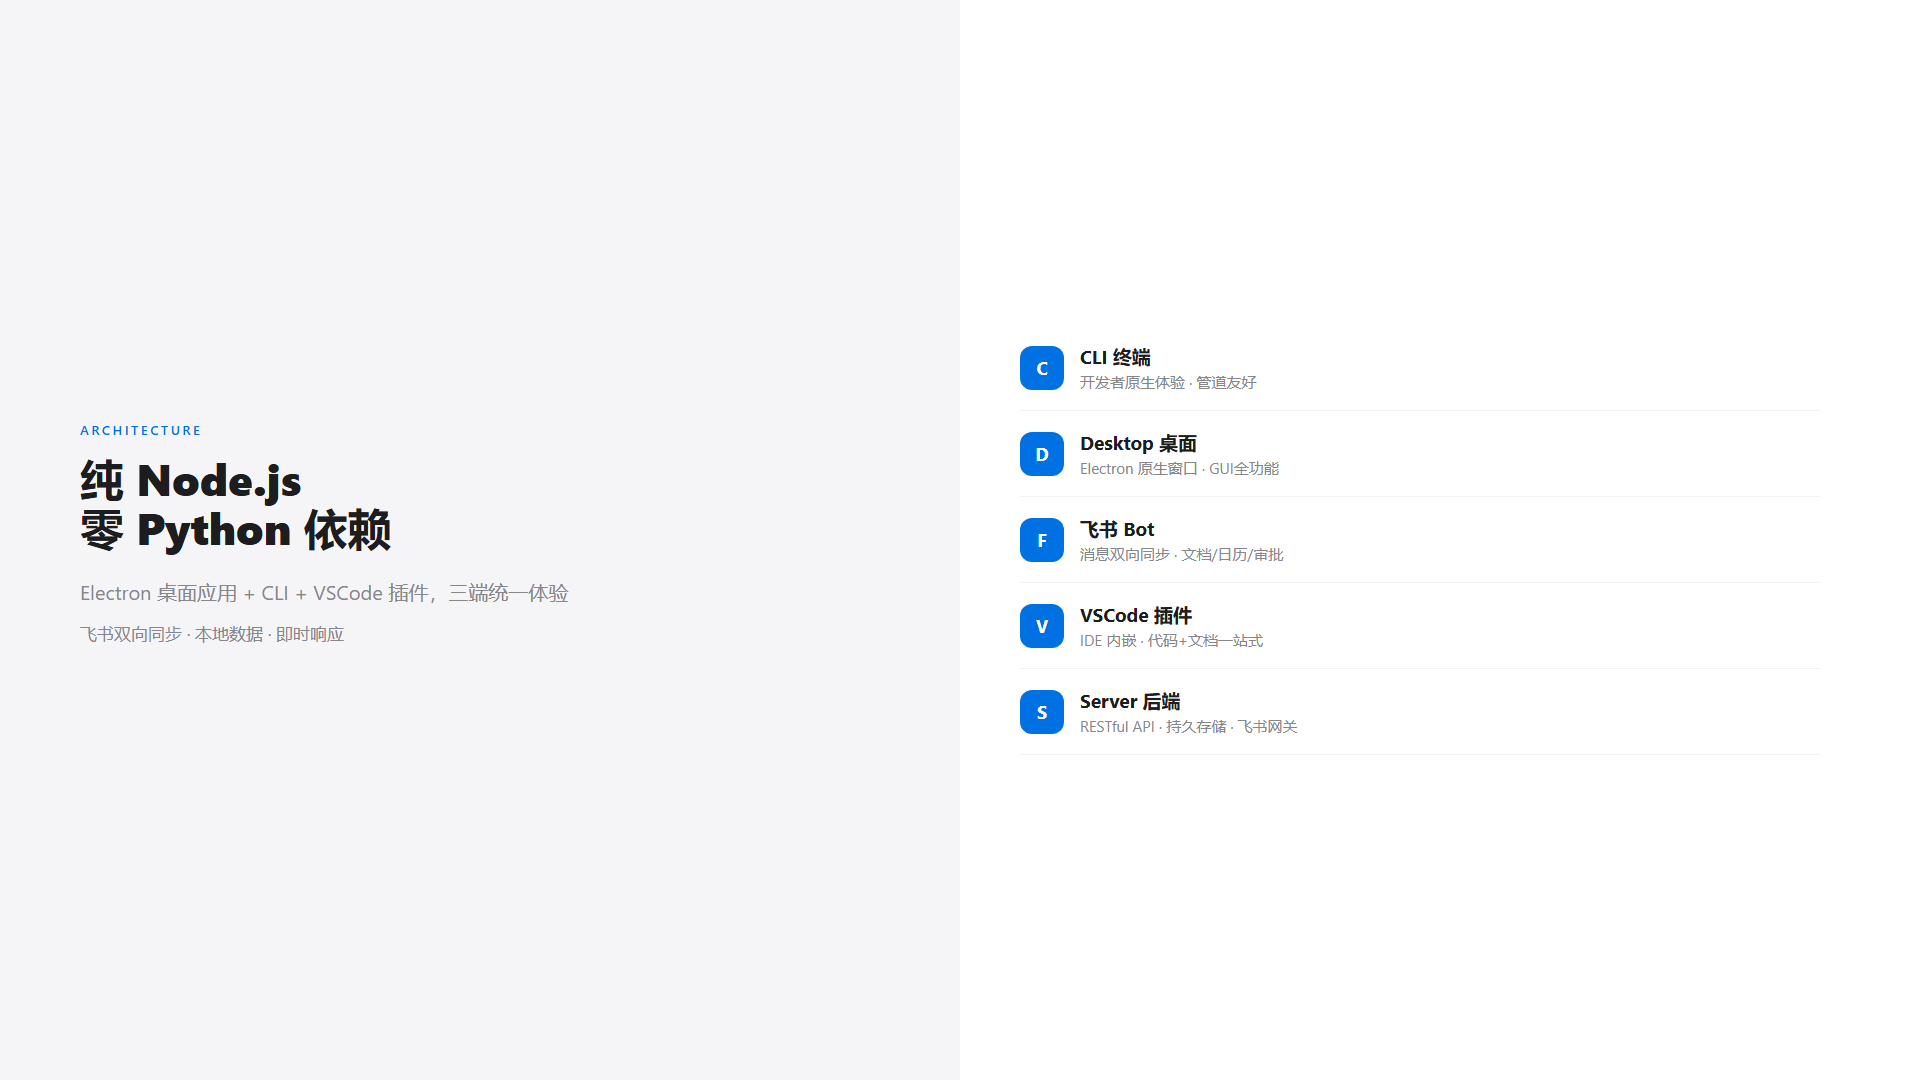 ARCHITECTURE
纯 Node.js
零 Python 依赖
Electron 桌面应用 + CLI + VSCode 插件，三端统一体验
飞书双向同步 · 本地数据 · 即时响应
C
CLI 终端
开发者原生体验 · 管道友好
D
Desktop 桌面
Electron 原生窗口 · GUI全功能
F
飞书 Bot
消息双向同步 · 文档/日历/审批
V
VSCode 插件
IDE 内嵌 · 代码+文档一站式
S
Server 后端
RESTful API · 持久存储 · 飞书网关